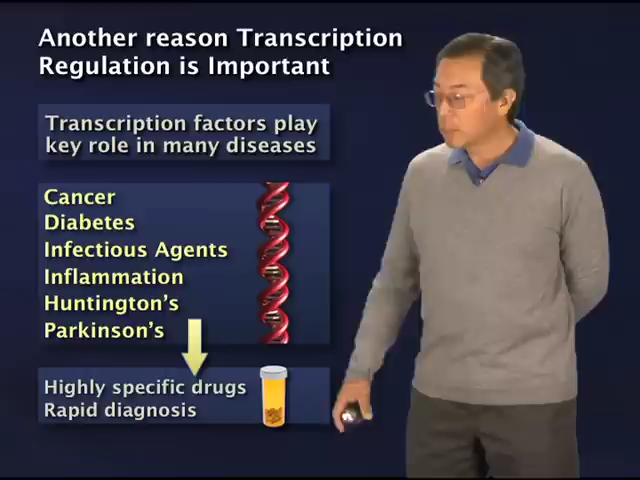 Another reason Transcription
Regulation is Important
Transcription factors play
key role in many diseases
Cancer
Diabetes
Infectious Agents
Inflammation
Huntington's
Parkinson's
Highly specific drugs
Rapid diagnosis